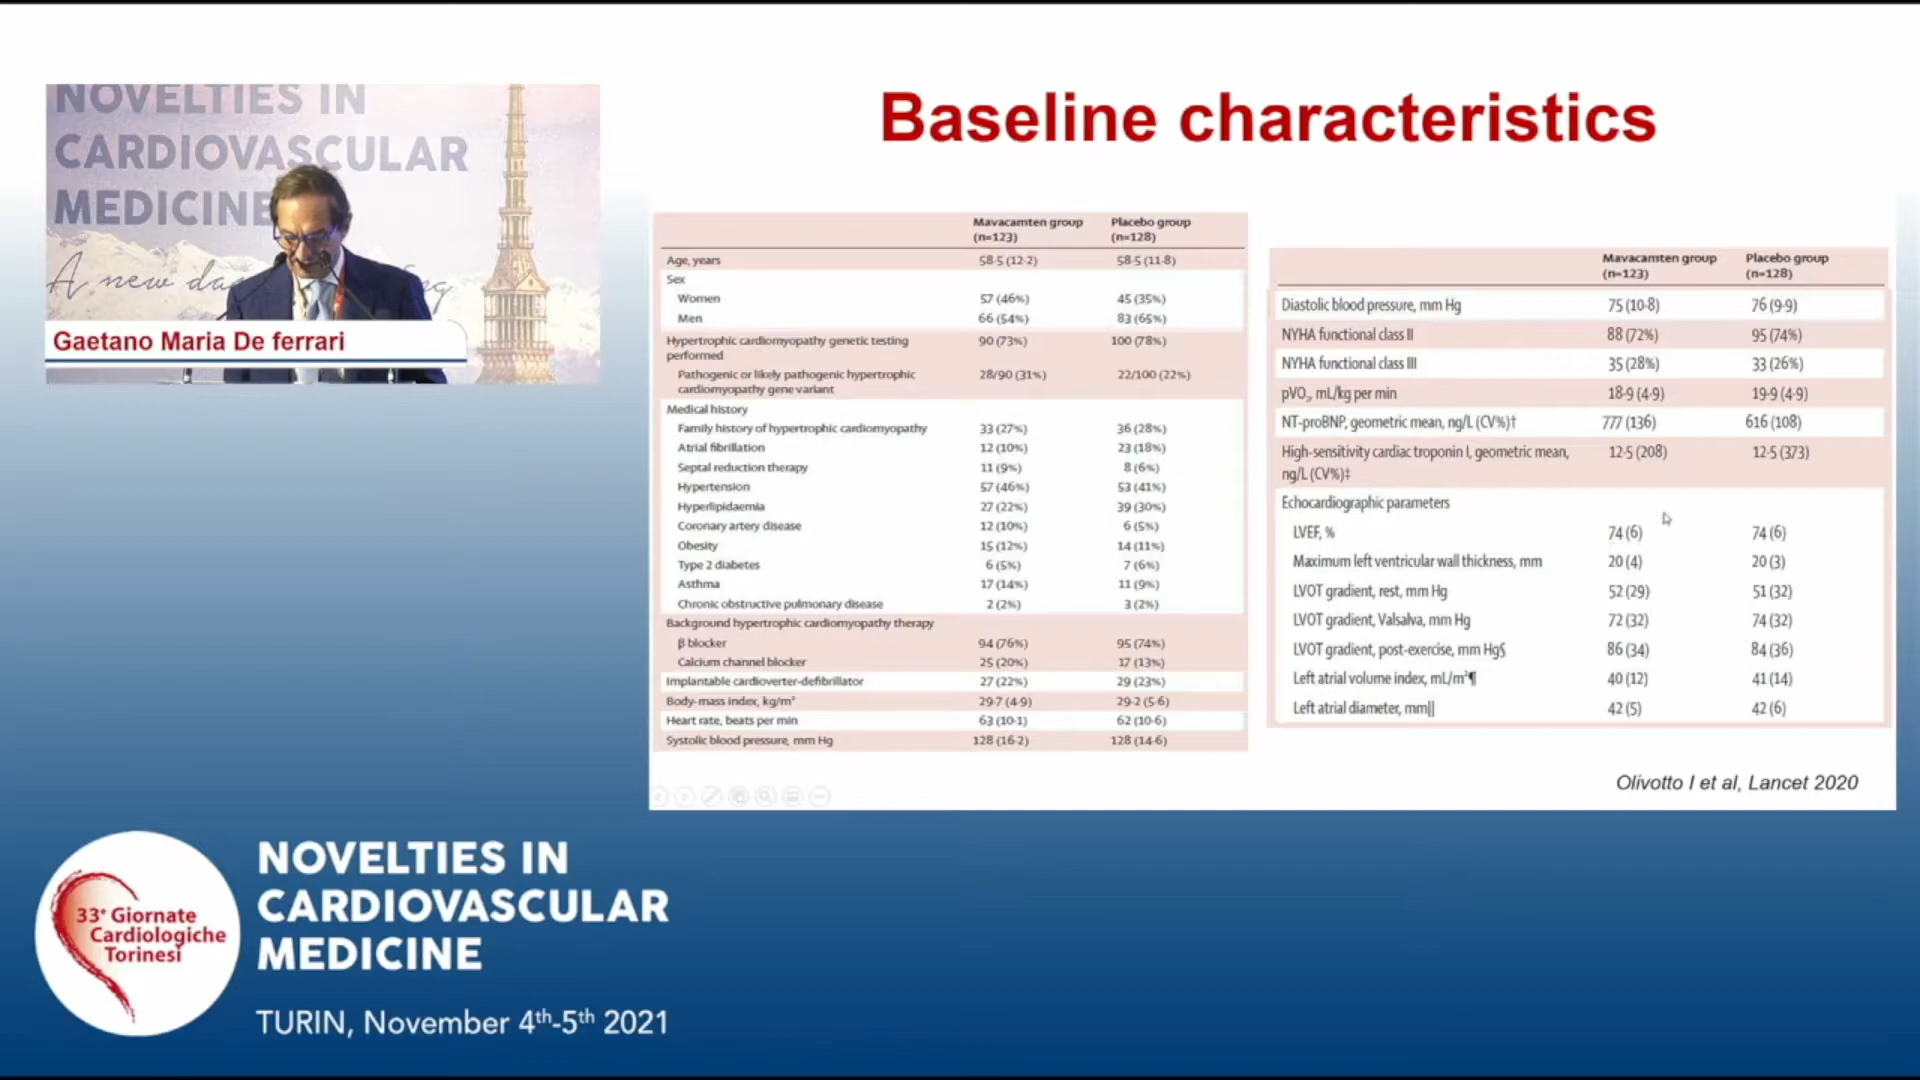 NOVELTIES IN
CARDIOVASCULAR
MEDICINE
A new da
Gaetano Maria De ferrari
Baseline characteristics
Mavacamten group (n=123) Placebo group (n=128)
Age, years 58·5 (12·2) 58·5 (11·8)
Sex
Women 57 (46%) 45 (35%)
Men 66 (54%) 83 (65%)
Hypertrophic cardiomyopathy genetic testing performed 90 (73%) 100 (78%)
Pathogenic or likely pathogenic hypertrophic cardiomyopathy gene variant 28/90 (31%) 22/100 (22%)
Medical history
Family history of hypertrophic cardiomyopathy 33 (27%) 36 (28%)
Atrial fibrillation 12 (10%) 23 (18%)
Septal reduction therapy 11 (9%) 8 (6%)
Hypertension 57 (46%) 53 (41%)
Hyperlipidaemia 27 (22%) 39 (30%)
Coronary artery disease 12 (10%) 6 (5%)
Obesity 15 (12%) 14 (11%)
Type 2 diabetes 6 (5%) 7 (6%)
Asthma 17 (14%) 11 (9%)
Chronic obstructive pulmonary disease 2 (2%) 3 (2%)
Background hypertrophic cardiomyopathy therapy
β blocker 94 (76%) 95 (74%)
Calcium channel blocker 25 (20%) 17 (13%)
Implantable cardioverter-defibrillator 27 (22%) 29 (23%)
Body-mass index, kg/m² 29·7 (4·9) 29·2 (5·6)
Heart rate, beats per min 63 (10·1) 62 (10·6)
Systolic blood pressure, mm Hg 128 (16·2) 128 (14·6)
Mavacamten group (n=123) Placebo group (n=128)
Diastolic blood pressure, mm Hg 75 (10·8) 76 (9·9)
NYHA functional class II 88 (72%) 95 (74%)
NYHA functional class III 35 (28%) 33 (26%)
pVO₂, mL/kg per min 18·9 (4·9) 19·9 (4·9)
NT-proBNP, geometric mean, ng/L (CV%)† 777 (136) 616 (108)
High-sensitivity cardiac troponin I, geometric mean, ng/L (CV%)‡ 12·5 (208) 12·5 (373)
Echocardiographic parameters
LVEF, % 74 (6) 74 (6)
Maximum left ventricular wall thickness, mm 20 (4) 20 (3)
LVOT gradient, rest, mm Hg 52 (29) 51 (32)
LVOT gradient, Valsalva, mm Hg 72 (32) 74 (32)
LVOT gradient, post-exercise, mm Hg§ 86 (34) 84 (36)
Left atrial volume index, mL/m²¶ 40 (12) 41 (14)
Left atrial diameter, mm|| 42 (5) 42 (6)
Olivotto I et al, Lancet 2020
33° Giornate
Cardiologiche
Torinesi
NOVELTIES IN
CARDIOVASCULAR
MEDICINE
TURIN, November 4th-5th 2021